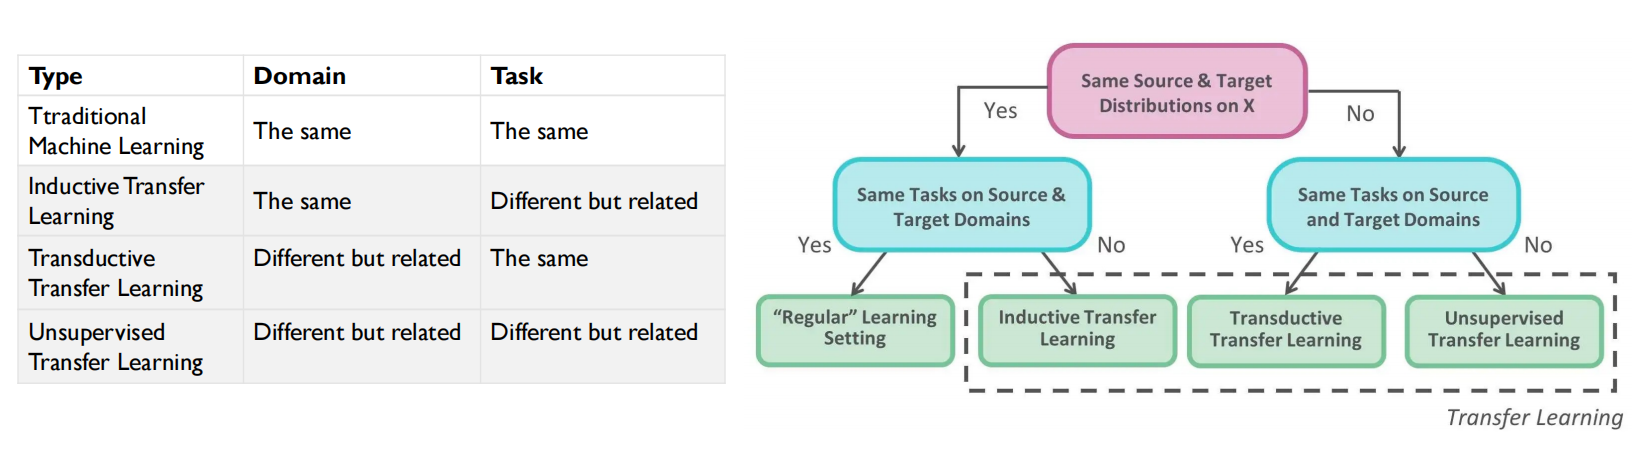 Type
Domain
Task
Ttraditional
Machine Learning
The same
The same
Inductive Transfer
Learning
The same
Different but related
Transductive
Transfer Learning
Different but related
The same
Unsupervised
Transfer Learning
Different but related
Different but related
Same Source & Target
Distributions on X
Yes
No
Same Tasks on Source &
Target Domains
Same Tasks on Source
and Target Domains
Yes
No
Yes
No
“Regular” Learning
Setting
Inductive Transfer
Learning
Transductive
Transfer Learning
Unsupervised
Transfer Learning
Transfer Learning